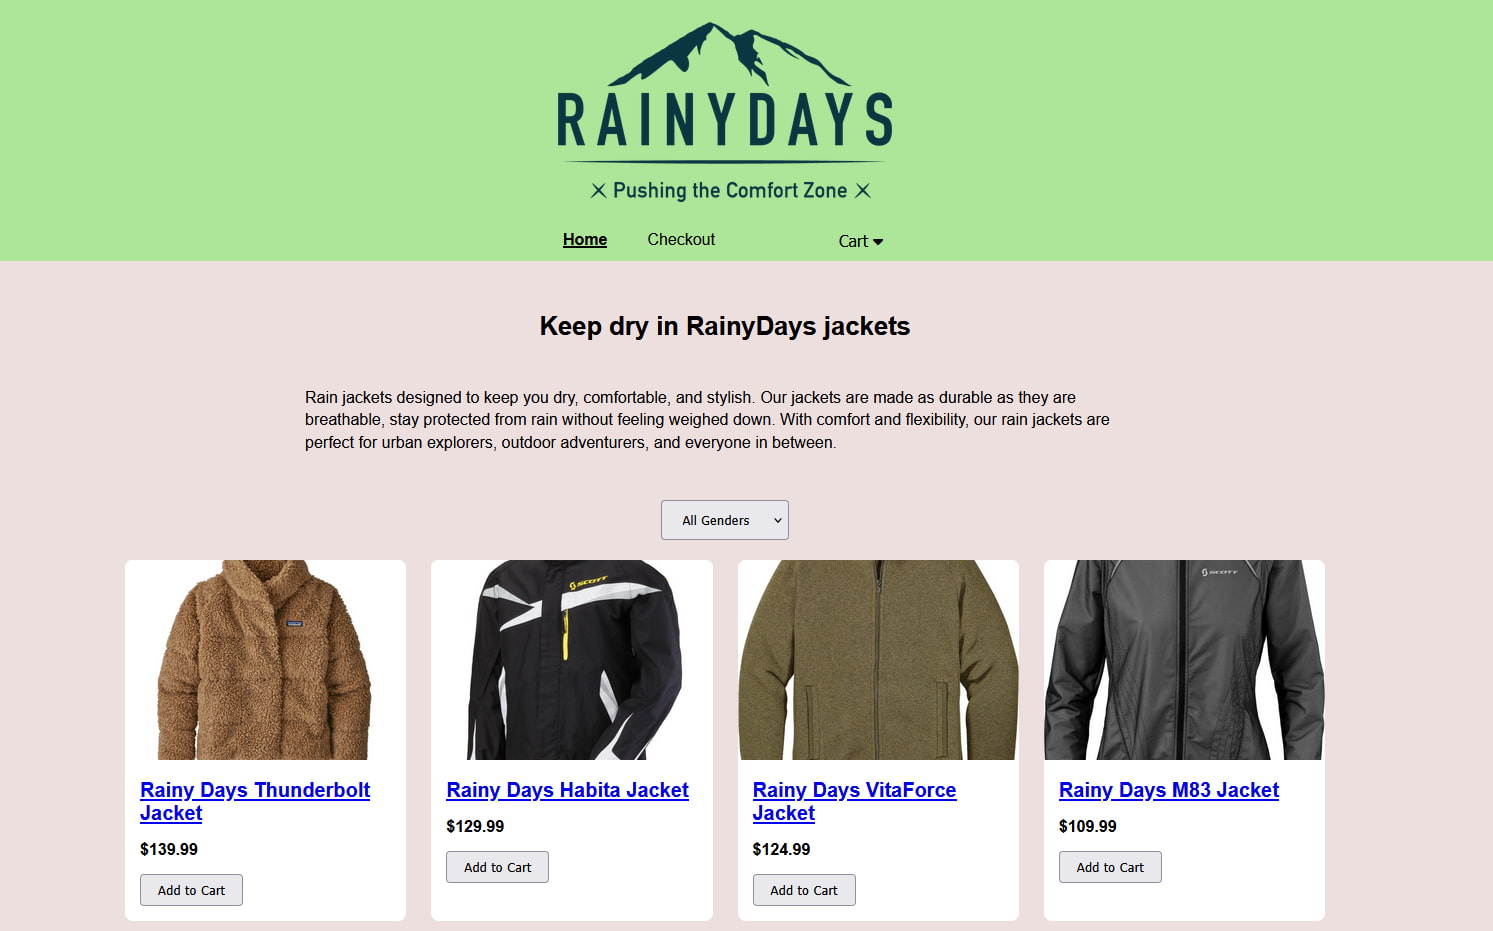 RAINYDAYS
Pushing the Comfort Zone
Home Checkout Cart
Keep dry in RainyDays jackets
Rain jackets designed to keep you dry, comfortable, and stylish. Our jackets are made as durable as they are
breathable, stay protected from rain without feeling weighed down. With comfort and flexibility, our rain jackets are
perfect for urban explorers, outdoor adventurers, and everyone in between.
All Genders
SCOTT
SCOTT
Rainy Days Thunderbolt
Jacket
$139.99
Add to Cart
Rainy Days Habita Jacket
$129.99
Add to Cart
Rainy Days VitaForce
Jacket
$124.99
Add to Cart
Rainy Days M83 Jacket
$109.99
Add to Cart